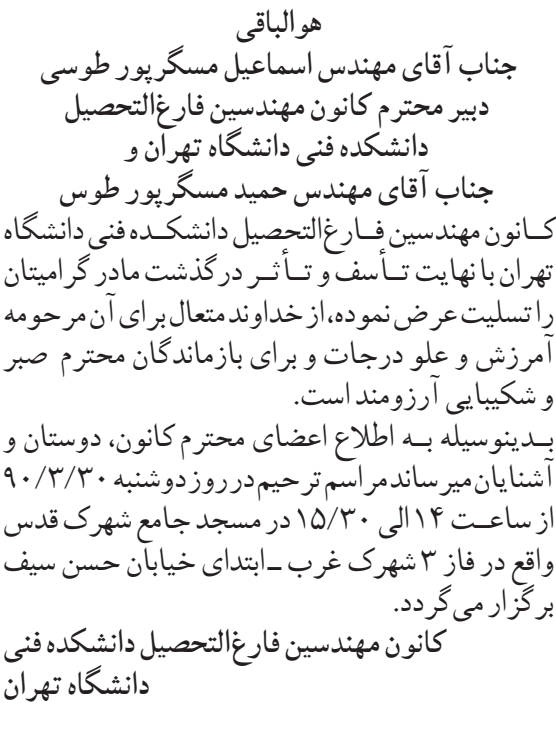 هوالباقی
جناب آقای مهندس اسماعیل مسگرپور طوسی
دبیر محترم کانون مهندسین فارغ‌التحصیل
دانشکده فنی دانشگاه تهران و
جناب آقای مهندس حمید مسگرپور طوس
کانون مهندسین فارغ‌التحصیل دانشکده فنی دانشگاه
تهران با نهایت تأسف و تأثر درگذشت مادر گرامیتان
را تسلیت عرض نموده، از خداوند متعال برای آن مرحومه
آمرزش و علو درجات و برای بازماندگان محترم صبر
و شکیبایی آرزومند است.
بدینوسیله به اطلاع اعضای محترم کانون، دوستان و
آشنایان میرساند مراسم ترحیم در روز دوشنبه ۹۰/۳/۳۰
از ساعت ۱۴ الی ۱۵/۳۰ در مسجد جامع شهرک قدس
واقع در فاز ۳ شهرک غرب ــ ابتدای خیابان حسن سیف
برگزار می‌گردد.
کانون مهندسین فارغ‌التحصیل دانشکده فنی
دانشگاه تهران